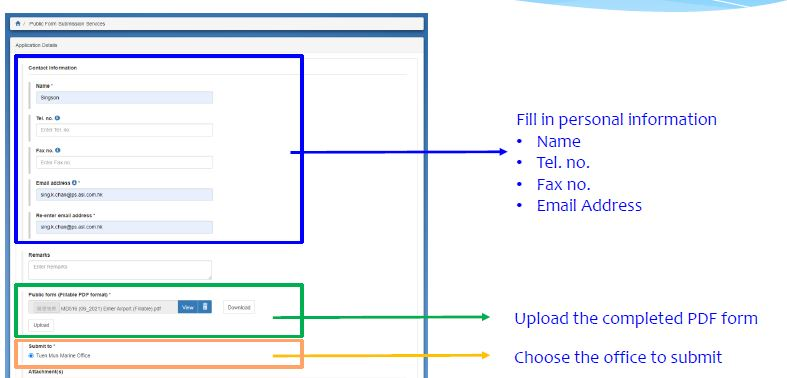 / Public Form Submission Services
Application Details
Contact Information
Name *
Singson
Tel. no.
Enter Tel. no
Fax no.
Enter Fax no.
Email address *
sing.k.chan@ps.asl.com.hk
Re-enter email address *
sing.k.chan@ps.asl.com.hk
Remarks
Enter Remarks
Public form (Fillable PDF format) *
MD516 (09_2021) Enter Airport (Fillable).pdf View Download
Upload
Submit to *
Tuen Mun Marine Office
Attachment(s)
Fill in personal information
• Name
• Tel. no.
• Fax no.
• Email Address
Upload the completed PDF form
Choose the office to submit